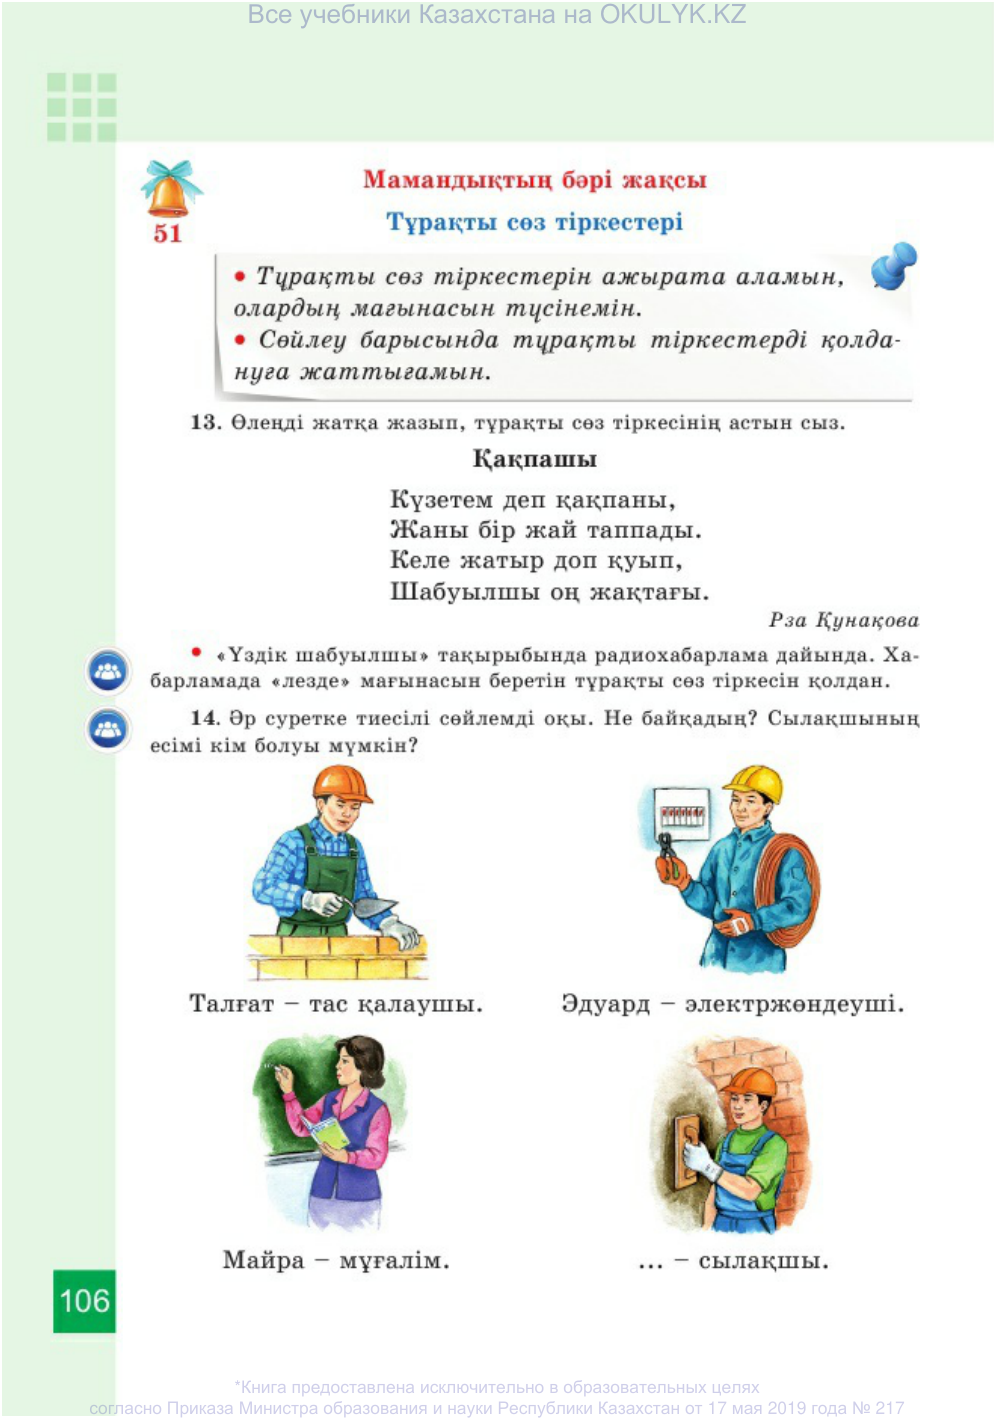 Все учебники Казахстана на OKULYK.KZ
Мамандықтың бәрі жақсы
51
Тұрақты сөз тіркестері
• Тұрақты сөз тіркестерін ажырата аламын,
олардың мағынасын түсінемін.
• Сөйлеу барысында тұрақты тіркестерді қолда-
нуға жаттығамын.
13. Өлеңді жатқа жазып, тұрақты сөз тіркесінің астын сыз.
Қақпашы
Күзетем деп қақпаны,
Жаны бір жай таппады.
Келе жатыр доп қуып,
Шабуылшы оң жақтағы.
Рза Қунақова
• «Үздік шабуылшы» тақырыбында радиохабарлама дайында. Ха-
барламада «лезде» мағынасын беретін тұрақты сөз тіркесін қолдан.
14. Әр суретке тиесілі сөйлемді оқы. Не байқадың? Сылақшының
есімі кім болуы мүмкін?
Талғат – тас қалаушы.
Эдуард – электржөндеуші.
Майра – мұғалім.
... – сылақшы.
106
*Книга предоставлена исключительно в образовательных целях
согласно Приказа Министра образования и науки Республики Казахстан от 17 мая 2019 года № 217